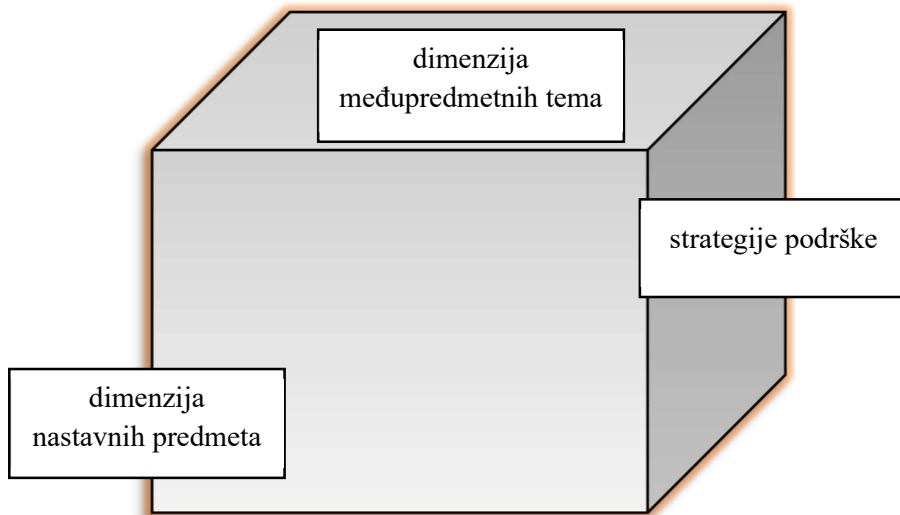 dimenzija
međupredmetnih tema
strategije podrške
dimenzija
nastavnih predmeta